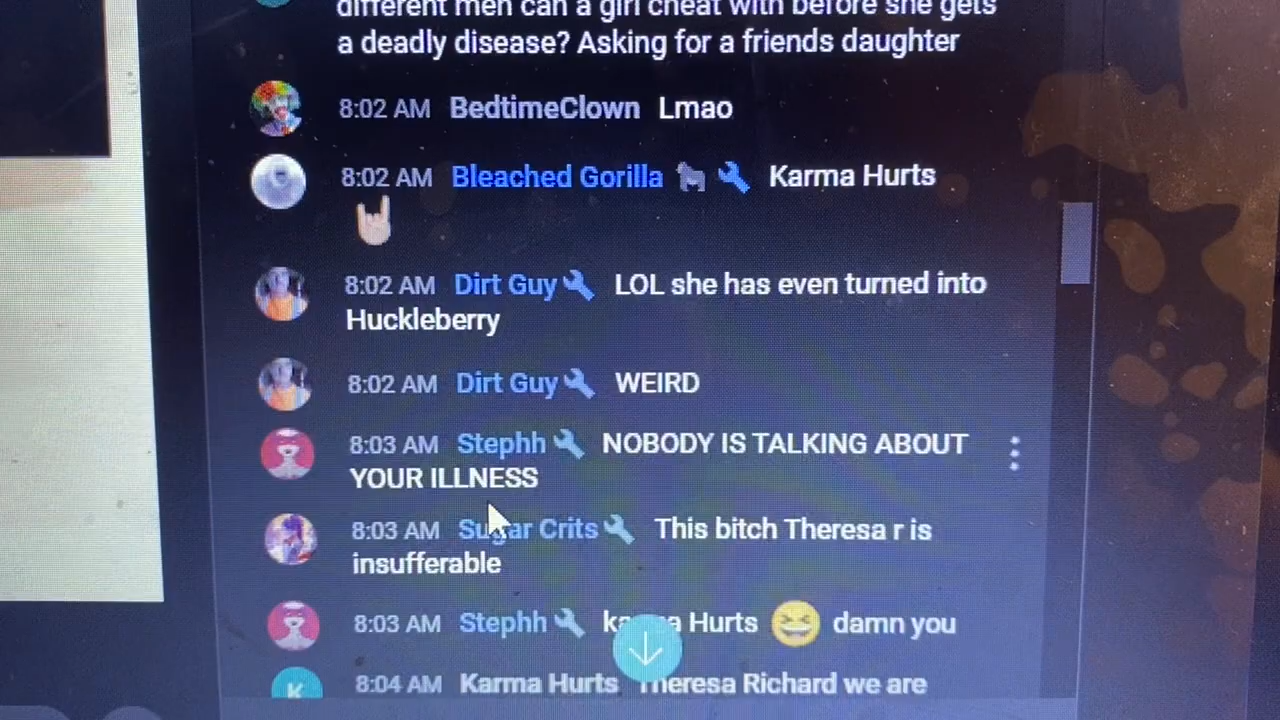 different men can a girl cheat with before she gets
a deadly disease? Asking for a friends daughter
8:02 AM BedtimeClown Lmao
8:02 AM Bleached Gorilla 🦍 🔧 Karma Hurts
🤘🏻
8:02 AM Dirt Guy 🔧 LOL she has even turned into
Huckleberry
8:02 AM Dirt Guy 🔧 WEIRD
8:03 AM Stephh 🔧 NOBODY IS TALKING ABOUT
YOUR ILLNESS
8:03 AM Sugar Crits 🔧 This bitch Theresa r is
insufferable
8:03 AM Stephh 🔧 karma Hurts 😆 damn you
K
8:04 AM Karma Hurts Theresa Richard we are